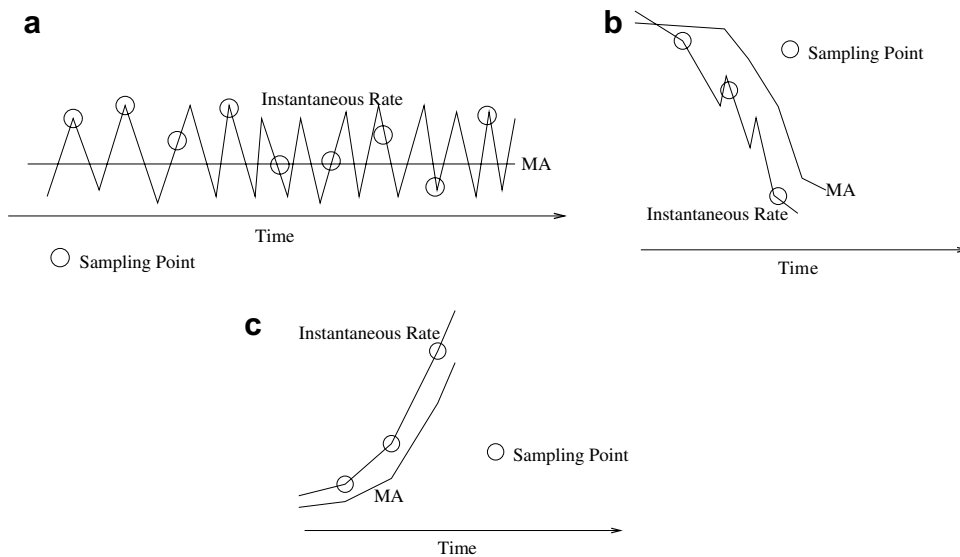 a
Instantaneous Rate
MA
Time
Sampling Point
b
Sampling Point
MA
Instantaneous Rate
Time
c
Instantaneous Rate
MA
Sampling Point
Time